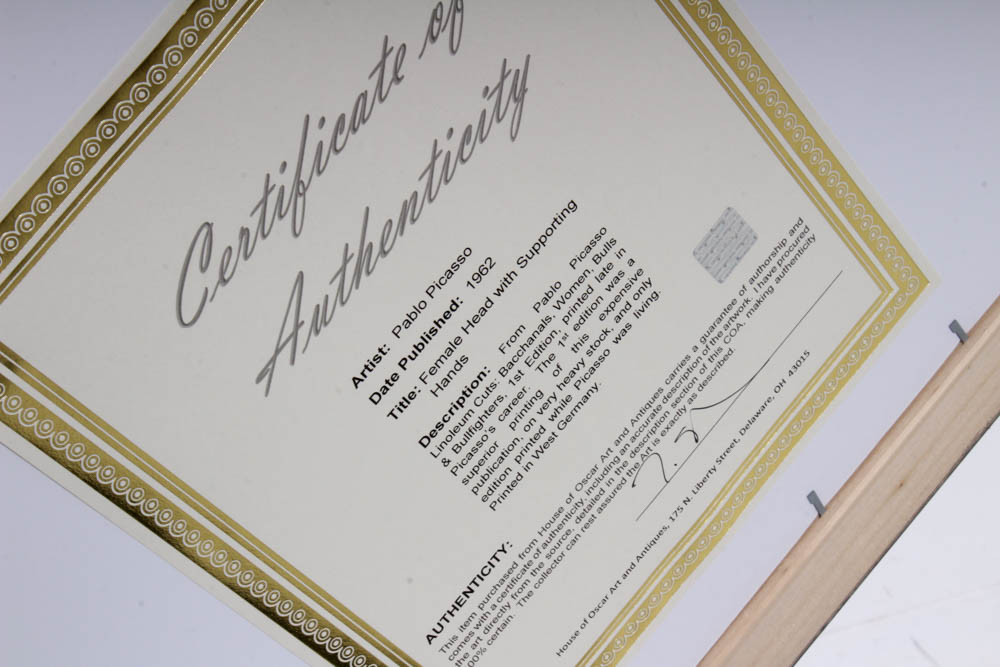 Certificate of
Authenticity
Artist: Pablo Picasso
Date Published: 1962
Title: Female Head with Supporting
Hands
Description: From Pablo Picasso
Linoleum Cuts: Bacchanals, Women, Bulls
& Bullfighters, 1st Edition, printed late in
Picasso's career. The 1st edition was a
superior printing of this expensive
publication, on very heavy stock, and only
edition printed while Picasso was living.
Printed in West Germany.
AUTHENTICITY:
This item purchased from House of Oscar Art and Antiques carries a guarantee of authorship and
comes with a certificate of authenticity, including an accurate description of the artwork. I have procured
the art directly from the source, detailed in the description section of this COA, making authenticity
00% certain. The collector can rest assured the Art is exactly as described.
House of Oscar Art and Antiques, 175 N. Liberty Street, Delaware, OH 43015